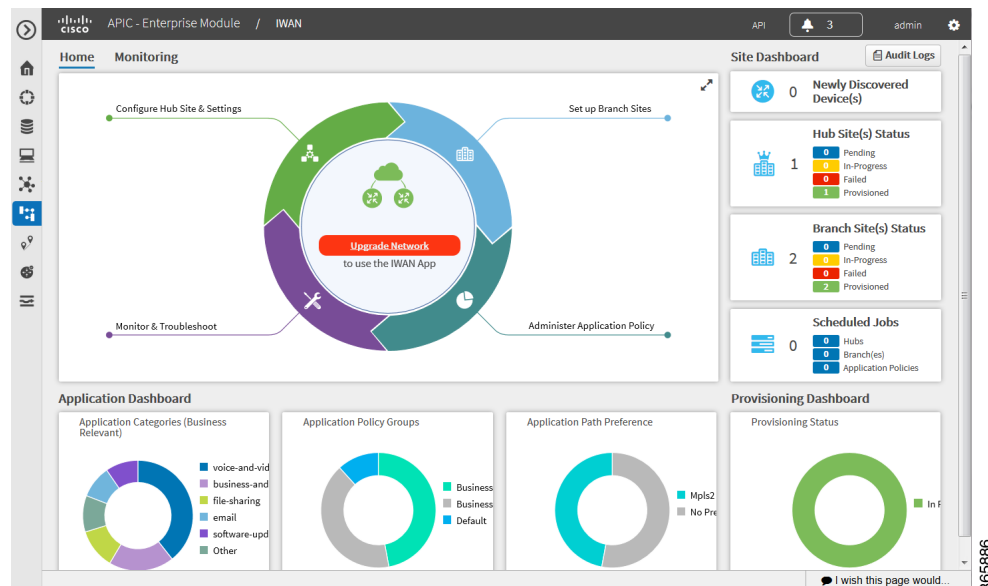 cisco
APIC - Enterprise Module / IWAN
API
3
admin
Home
Monitoring
Site Dashboard
Audit Logs
Configure Hub Site & Settings
Set up Branch Sites
Upgrade Network
to use the IWAN App
Monitor & Troubleshoot
Administer Application Policy
0
Newly Discovered
Device(s)
Hub Site(s) Status
1
0 Pending
0 In-Progress
0 Failed
1 Provisioned
Branch Site(s) Status
2
0 Pending
0 In-Progress
0 Failed
2 Provisioned
Scheduled Jobs
0
0 Hubs
0 Branch(es)
0 Application Policies
Application Dashboard
Provisioning Dashboard
Application Categories (Business
Relevant)
voice-and-vid
business-and
file-sharing
email
software-upd
Other
Application Policy Groups
Business
Business
Default
Application Path Preference
Mpls2
No Pre
Provisioning Status
In P
I wish this page would...
365886